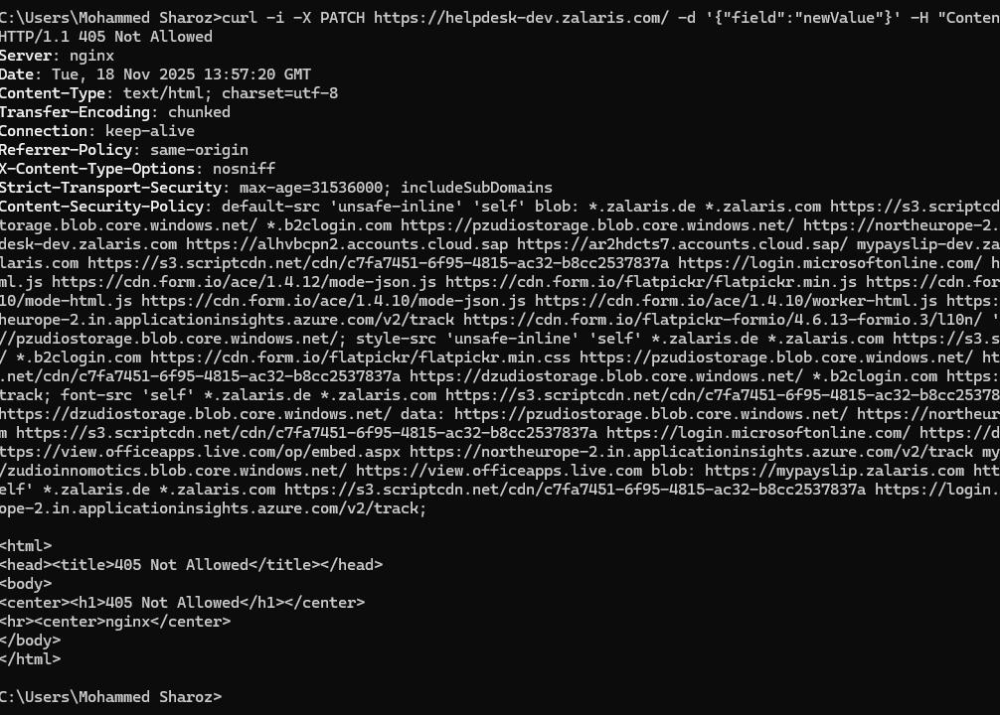 C:\Users\Mohammed Sharoz>curl -i -X PATCH https://helpdesk-dev.zalaris.com/ -d '{"field":"newValue"}' -H "Conten
HTTP/1.1 405 Not Allowed
Server: nginx
Date: Tue, 18 Nov 2025 13:57:20 GMT
Content-Type: text/html; charset=utf-8
Transfer-Encoding: chunked
Connection: keep-alive
Referrer-Policy: same-origin
X-Content-Type-Options: nosniff
Strict-Transport-Security: max-age=31536000; includeSubDomains
Content-Security-Policy: default-src 'unsafe-inline' 'self' blob: *.zalaris.de *.zalaris.com https://s3.scriptcd
torage.blob.core.windows.net/ *.b2clogin.com https://pzudiostorage.blob.core.windows.net/ https://northeurope-2.
desk-dev.zalaris.com https://alhvbcpn2.accounts.cloud.sap https://ar2hdcts7.accounts.cloud.sap/ mypayslip-dev.za
laris.com https://s3.scriptcdn.net/cdn/c7fa7451-6f95-4815-ac32-b8cc2537837a https://login.microsoftonline.com/ h
ml.js https://cdn.form.io/ace/1.4.12/mode-json.js https://cdn.form.io/flatpickr/flatpickr.min.js https://cdn.for
10/mode-html.js https://cdn.form.io/ace/1.4.10/mode-json.js https://cdn.form.io/ace/1.4.10/worker-html.js https:
heurope-2.in.applicationinsights.azure.com/v2/track https://cdn.form.io/flatpickr-formio/4.6.13-formio.3/l10n/ '
//pzudiostorage.blob.core.windows.net/; style-src 'unsafe-inline' 'self' *.zalaris.de *.zalaris.com https://s3.s
/ *.b2clogin.com https://cdn.form.io/flatpickr/flatpickr.min.css https://pzudiostorage.blob.core.windows.net/ ht
.net/cdn/c7fa7451-6f95-4815-ac32-b8cc2537837a https://dzudiostorage.blob.core.windows.net/ *.b2clogin.com https:
track; font-src 'self' *.zalaris.de *.zalaris.com https://s3.scriptcdn.net/cdn/c7fa7451-6f95-4815-ac32-b8cc25378
https://dzudiostorage.blob.core.windows.net/ data: https://pzudiostorage.blob.core.windows.net/ https://northeur
m https://s3.scriptcdn.net/cdn/c7fa7451-6f95-4815-ac32-b8cc2537837a https://login.microsoftonline.com/ https://d
ttps://view.officeapps.live.com/op/embed.aspx https://northeurope-2.in.applicationinsights.azure.com/v2/track my
/zudioinnomotics.blob.core.windows.net/ https://view.officeapps.live.com blob: https://mypayslip.zalaris.com htt
elf' *.zalaris.de *.zalaris.com https://s3.scriptcdn.net/cdn/c7fa7451-6f95-4815-ac32-b8cc2537837a https://login.
ope-2.in.applicationinsights.azure.com/v2/track;
<html>
<head><title>405 Not Allowed</title></head>
<body>
<center><h1>405 Not Allowed</h1></center>
<hr><center>nginx</center>
</body>
</html>
C:\Users\Mohammed Sharoz>